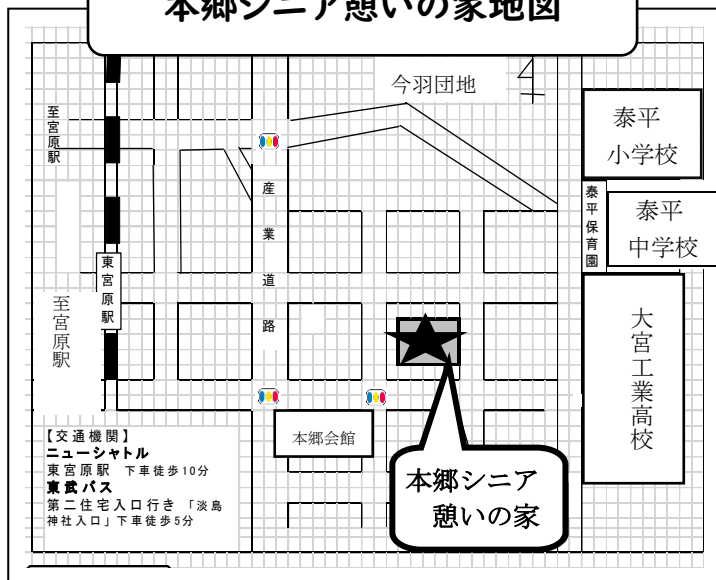 本郷シニア憩いの家地図
今羽団地
至宮原駅
泰平
小学校
産業道路
泰平保育園
泰平
中学校
東宮原駅
至宮原駅
大宮工業高校
本郷会館
【交通機関】
ニューシャトル
東宮原駅 下車徒歩10分
東武バス
第二住宅入口行き 「淡島
神社入口」下車徒歩5分
本郷シニア
憩いの家